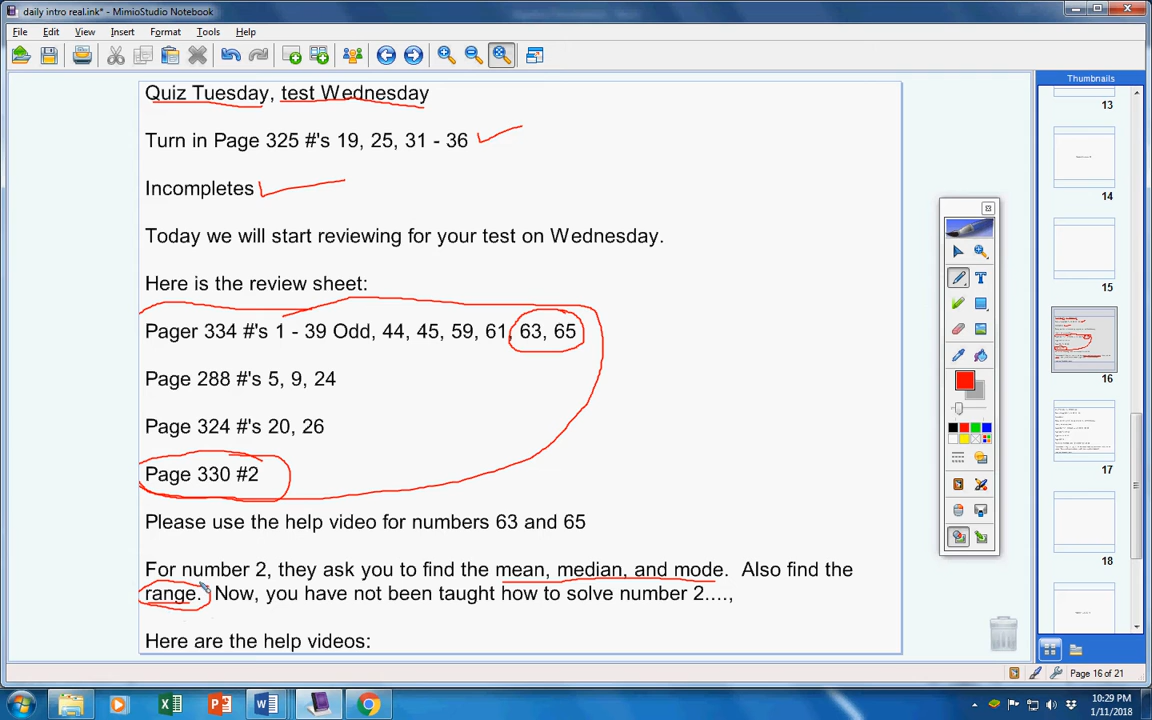 daily intro real.ink* - MimioStudio Notebook
File Edit View Insert Format Tools Help
Quiz Tuesday, test Wednesday
Turn in Page 325 #'s 19, 25, 31 - 36
Incompletes
Today we will start reviewing for your test on Wednesday.
Here is the review sheet:
Pager 334 #'s 1 - 39 Odd, 44, 45, 59, 61, 63, 65
Page 288 #'s 5, 9, 24
Page 324 #'s 20, 26
Page 330 #2
Please use the help video for numbers 63 and 65
For number 2, they ask you to find the mean, median, and mode. Also find the
range. Now, you have not been taught how to solve number 2....,
Here are the help videos:
Thumbnails
13
14
15
16
17
18
Page 16 of 21
10:29 PM
1/11/2018